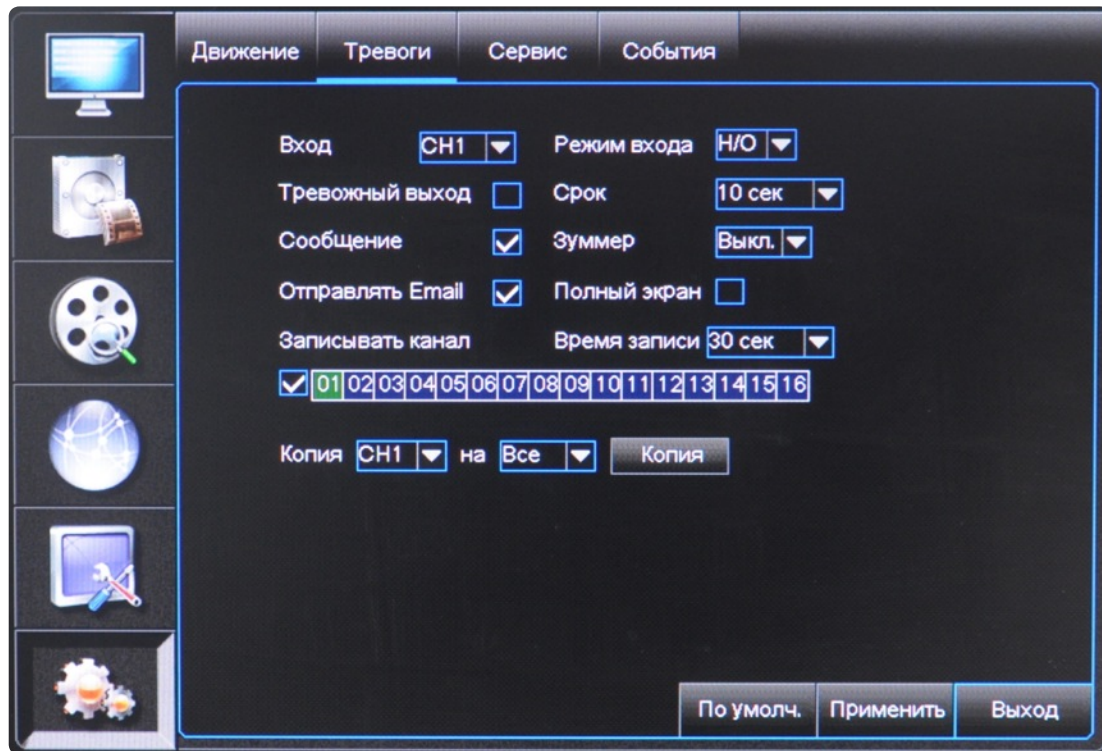 Движение Тревоги Сервис События
Вход CH1 Режим входа Н/О
Тревожный выход Срок 10 сек
Сообщение Зуммер Выкл.
Отправлять Email Полный экран
Записывать канал Время записи 30 сек
01 02 03 04 05 06 07 08 09 10 11 12 13 14 15 16
Копия CH1 на Все Копия
По умолч. Применить Выход